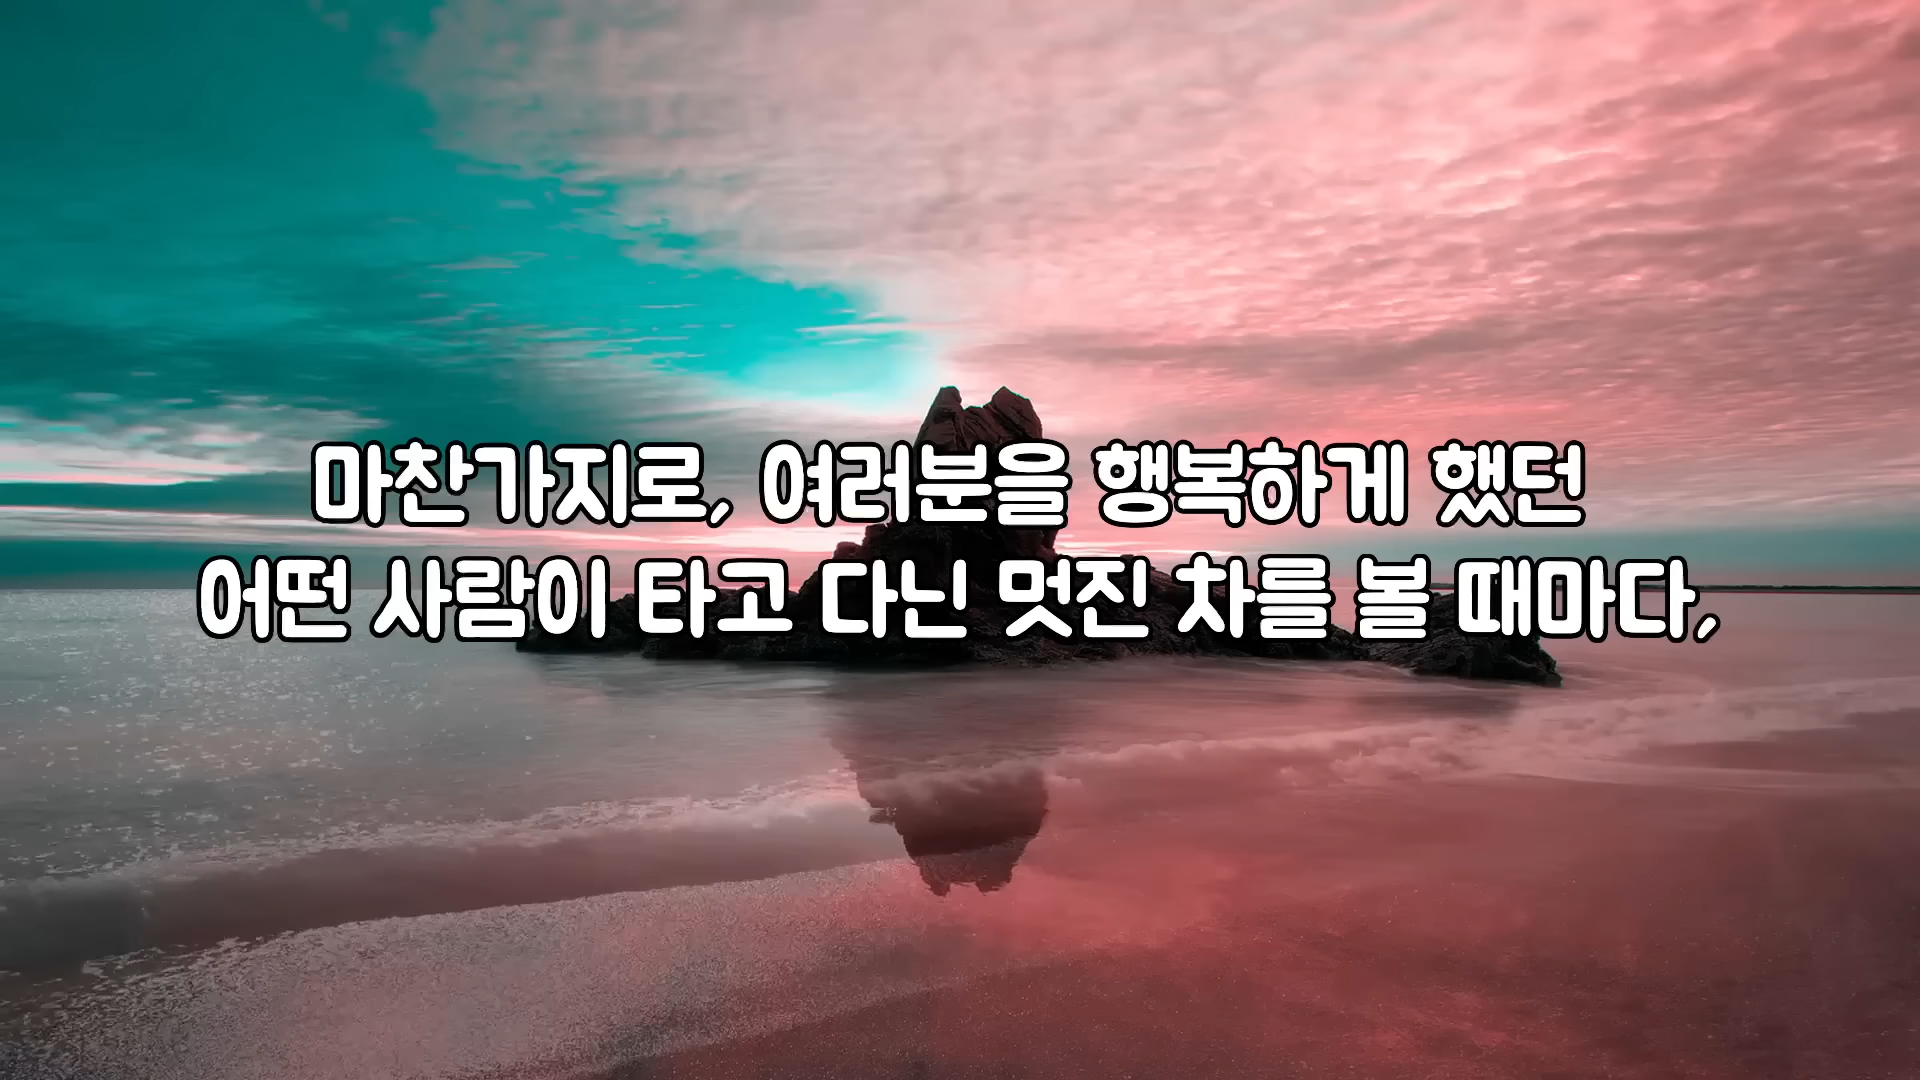 마찬가지로, 여러분을 행복하게 했던
어떤 사람이 타고 다닌 멋진 차를 볼 때마다,